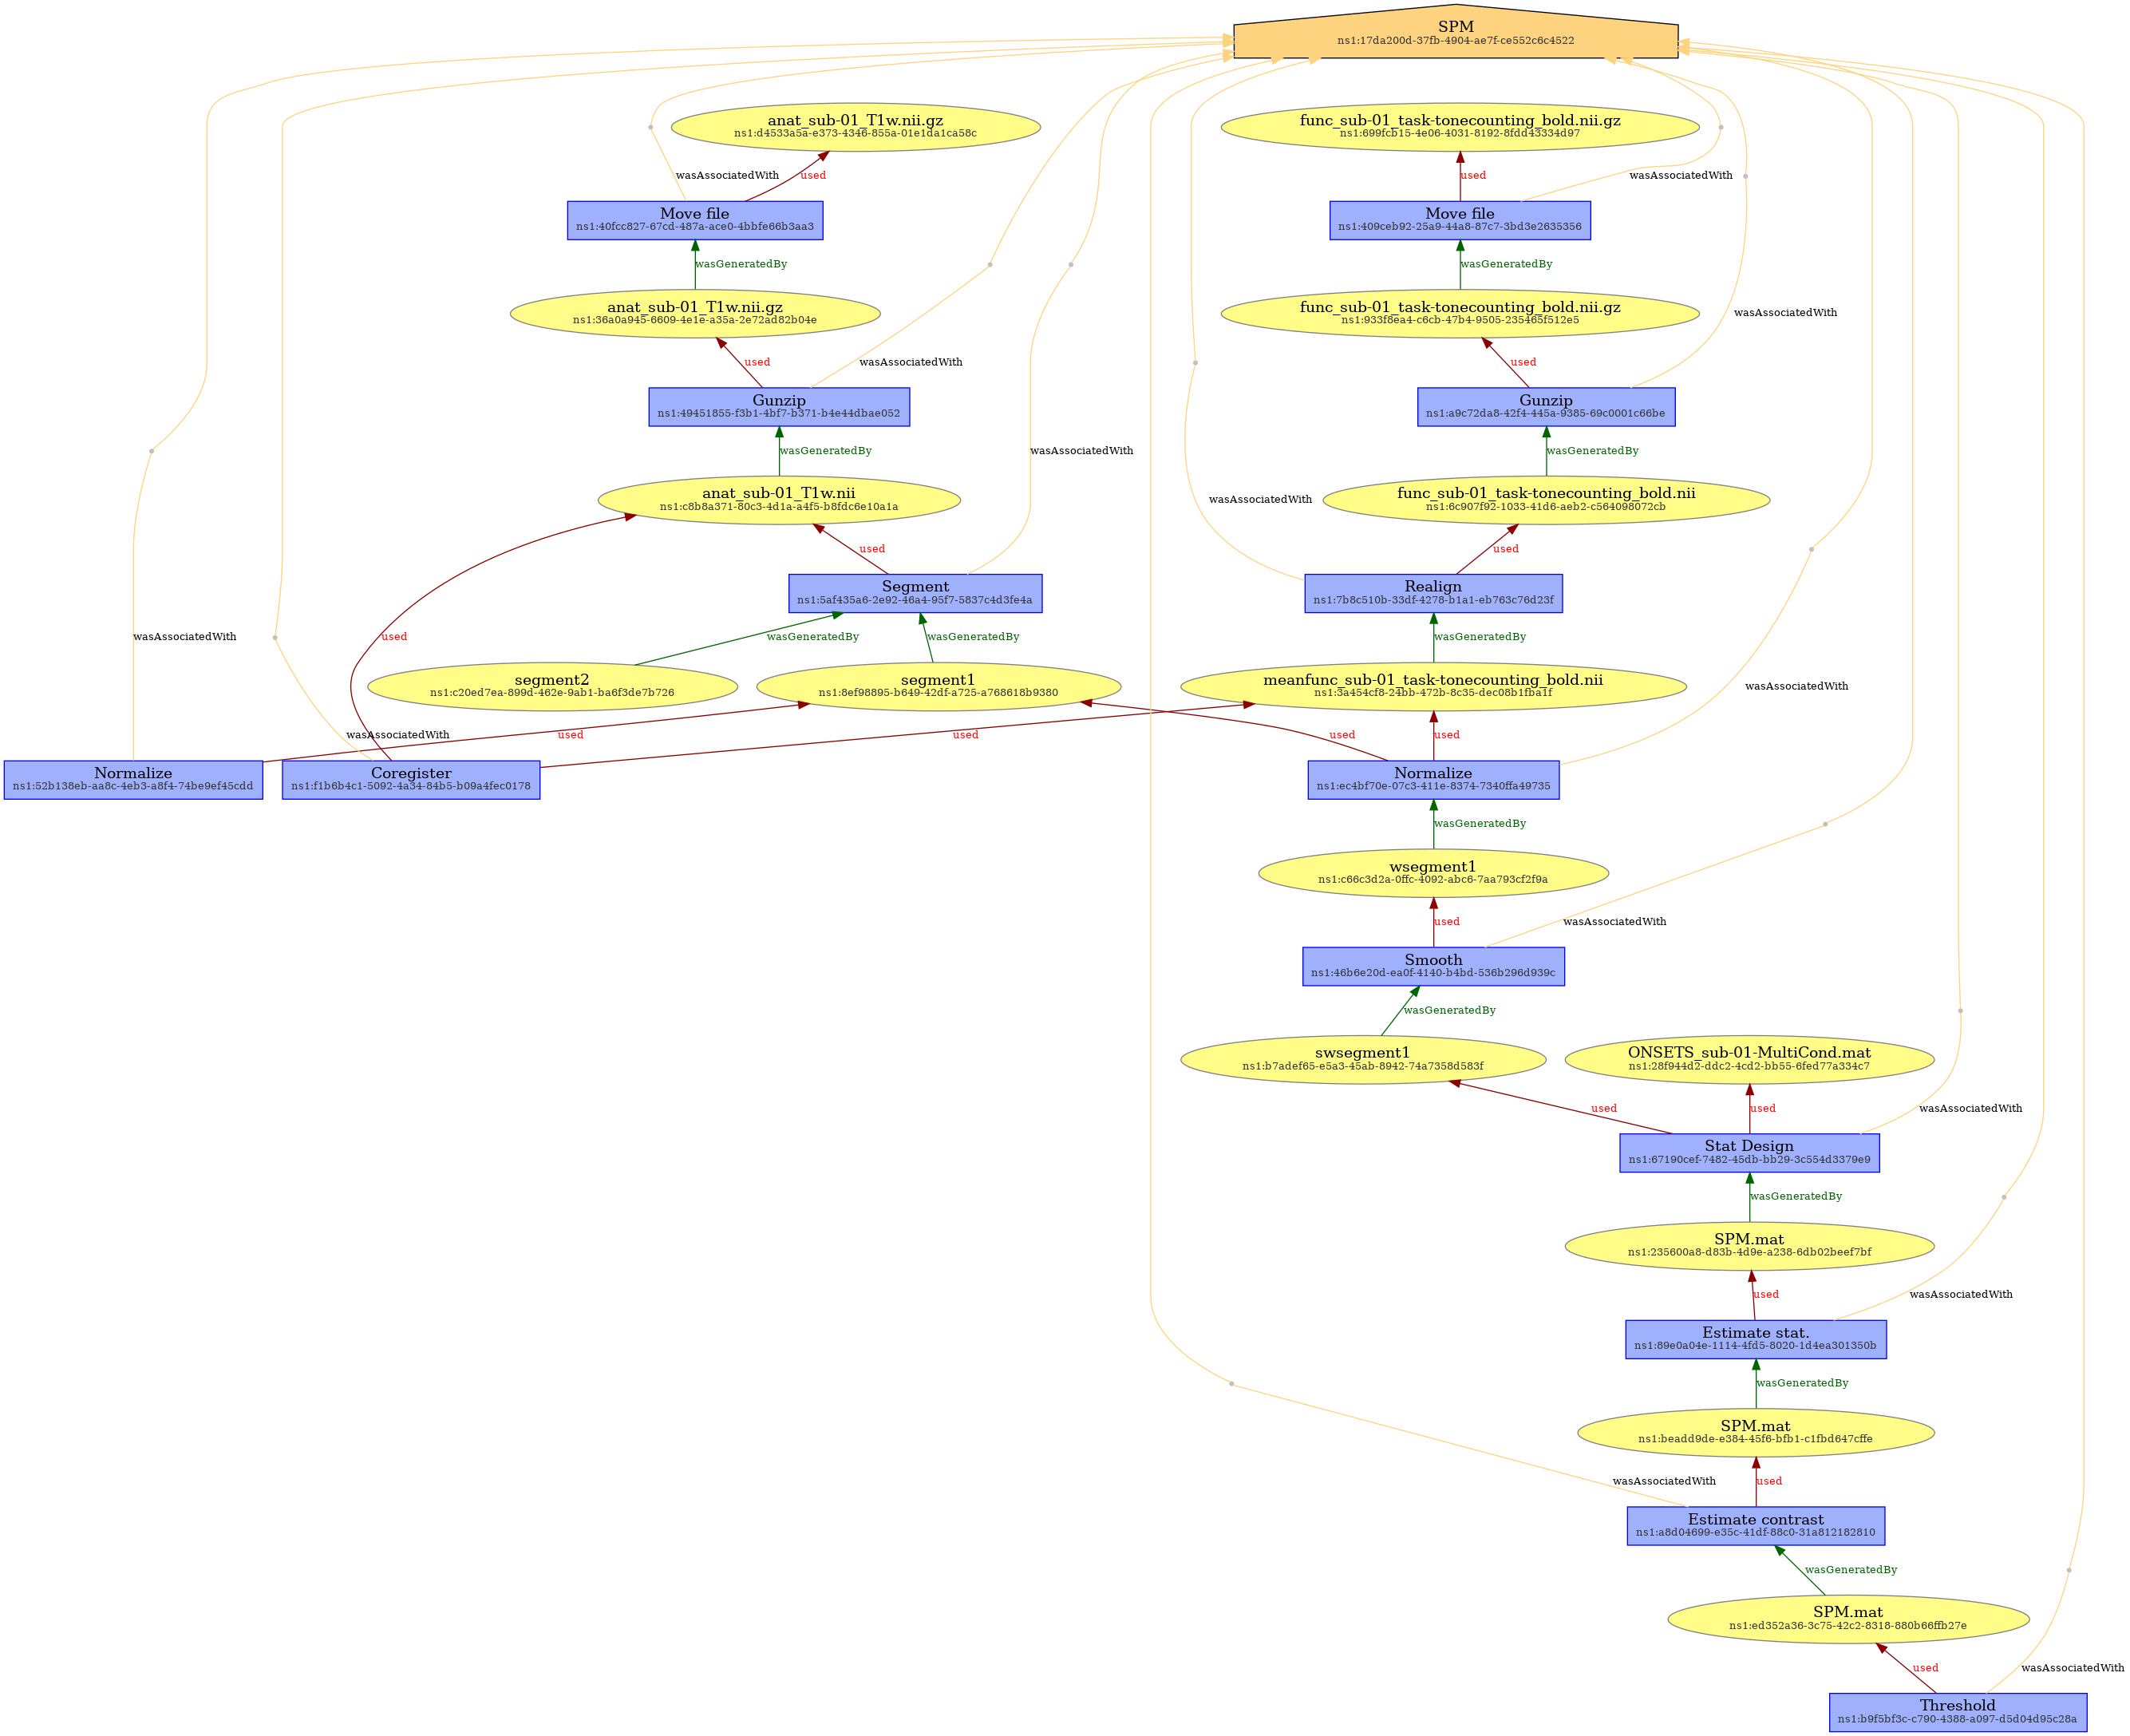 SPM
ns1:17da200d-37fb-4904-ae7f-ce552c6c4522
anat_sub-01_T1w.nii.gz
ns1:d4533a5a-e373-4346-855a-01e1da1ca58c
func_sub-01_task-tonecounting_bold.nii.gz
ns1:699fcb15-4e06-4031-8192-8fdd43334d97
wasAssociatedWith
used
used
wasAssociatedWith
Move file
ns1:40fcc827-67cd-487a-ace0-4bbfe66b3aa3
Move file
ns1:409ceb92-25a9-44a8-87c7-3bd3e2635356
wasGeneratedBy
wasGeneratedBy
anat_sub-01_T1w.nii.gz
ns1:36a0a945-6609-4e1e-a35a-2e72ad82b04e
func_sub-01_task-tonecounting_bold.nii.gz
ns1:933f8ea4-c6cb-47b4-9505-235465f512e5
wasAssociatedWith
used
wasAssociatedWith
used
Gunzip
ns1:49451855-f3b1-4bf7-b371-b4e44dbae052
Gunzip
ns1:a9c72da8-42f4-445a-9385-69c0001c66be
wasGeneratedBy
wasAssociatedWith
wasGeneratedBy
anat_sub-01_T1w.nii
ns1:c8b8a371-80c3-4d1a-a4f5-b8fdc6e10a1a
func_sub-01_task-tonecounting_bold.nii
ns1:6c907f92-1033-41d6-aeb2-c564098072cb
wasAssociatedWith
used
used
Segment
ns1:5af435a6-2e92-46a4-95f7-5837c4d3fe4a
Realign
ns1:7b8c510b-33df-4278-b1a1-eb763c76d23f
wasAssociatedWith
used
wasGeneratedBy
wasGeneratedBy
wasGeneratedBy
segment2
ns1:c20ed7ea-899d-462e-9ab1-ba6f3de7b726
segment1
ns1:8ef98895-b649-42df-a725-a768618b9380
meanfunc_sub-01_task-tonecounting_bold.nii
ns1:3a454cf8-24bb-472b-8c35-dec08b1fba1f
wasAssociatedWith
wasAssociatedWith
used
used
used
used
Normalize
ns1:52b138eb-aa8c-4eb3-a8f4-74be9ef45cdd
Coregister
ns1:f1b6b4c1-5092-4a34-84b5-b09a4fec0178
Normalize
ns1:ec4bf70e-07c3-411e-8374-7340ffa49735
wasGeneratedBy
wsegment1
ns1:c66c3d2a-0ffc-4092-abc6-7aa793cf2f9a
used
wasAssociatedWith
Smooth
ns1:46b6e20d-ea0f-4140-b4bd-536b296d939c
wasGeneratedBy
swsegment1
ns1:b7adef65-e5a3-45ab-8942-74a7358d583f
ONSETS_sub-01-MultiCond.mat
ns1:28f944d2-ddc2-4cd2-bb55-6fed77a334c7
used
used
wasAssociatedWith
Stat Design
ns1:67190cef-7482-45db-bb29-3c554d3379e9
wasGeneratedBy
SPM.mat
ns1:235600a8-d83b-4d9e-a238-6db02beef7bf
used
wasAssociatedWith
Estimate stat.
ns1:89e0a04e-1114-4fd5-8020-1d4ea301350b
wasGeneratedBy
SPM.mat
ns1:beadd9de-e384-45f6-bfb1-c1fbd647cffe
wasAssociatedWith
used
Estimate contrast
ns1:a8d04699-e35c-41df-88c0-31a812182810
wasGeneratedBy
SPM.mat
ns1:ed352a36-3c75-42c2-8318-880b66ffb27e
used
wasAssociatedWith
Threshold
ns1:b9f5bf3c-c790-4388-a097-d5d04d95c28a